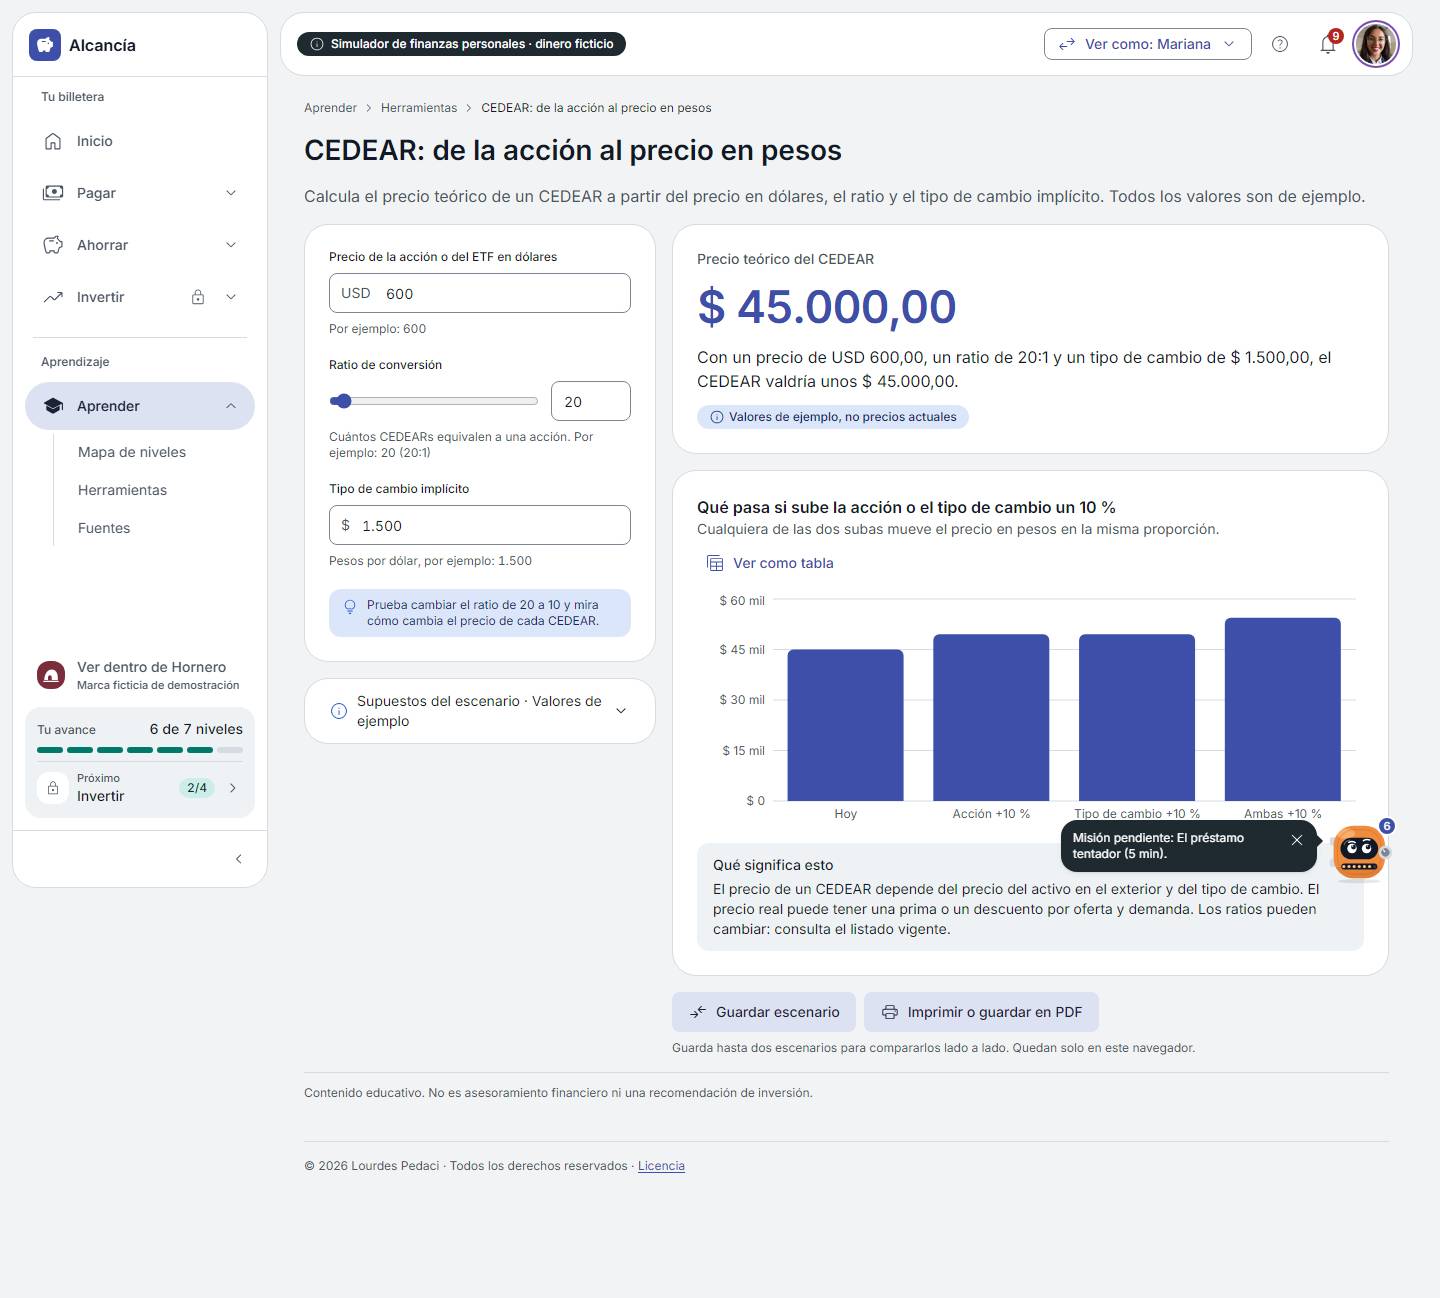 Alcancía
Simulador de finanzas personales · dinero ficticio
Ver como: Mariana
9
Tu billetera
Inicio
Pagar
Ahorrar
Invertir
Aprendizaje
Aprender
Mapa de niveles
Herramientas
Fuentes
Ver dentro de Hornero
Marca ficticia de demostración
Tu avance
6 de 7 niveles
Próximo
Invertir
2/4
Aprender
Herramientas
CEDEAR: de la acción al precio en pesos
CEDEAR: de la acción al precio en pesos
Calcula el precio teórico de un CEDEAR a partir del precio en dólares, el ratio y el tipo de cambio implícito. Todos los valores son de ejemplo.
Precio de la acción o del ETF en dólares
USD 600
Por ejemplo: 600
Ratio de conversión
20
Cuántos CEDEARs equivalen a una acción. Por
ejemplo: 20 (20:1)
Tipo de cambio implícito
$ 1.500
Pesos por dólar, por ejemplo: 1.500
Prueba cambiar el ratio de 20 a 10 y mira
cómo cambia el precio de cada CEDEAR.
Supuestos del escenario · Valores de
ejemplo
Precio teórico del CEDEAR
$ 45.000,00
Con un precio de USD 600,00, un ratio de 20:1 y un tipo de cambio de $ 1.500,00, el
CEDEAR valdría unos $ 45.000,00.
Valores de ejemplo, no precios actuales
Qué pasa si sube la acción o el tipo de cambio un 10 %
Cualquiera de las dos subas mueve el precio en pesos en la misma proporción.
Ver como tabla
$ 60 mil
$ 45 mil
$ 30 mil
$ 15 mil
$ 0
Hoy
Acción +10 %
Tipo de cambio +10 %
Ambas +10 %
Misión pendiente: El préstamo
tentador (5 min).
6
Qué significa esto
El precio de un CEDEAR depende del precio del activo en el exterior y del tipo de cambio. El
precio real puede tener una prima o un descuento por oferta y demanda. Los ratios pueden
cambiar: consulta el listado vigente.
Guardar escenario
Imprimir o guardar en PDF
Guarda hasta dos escenarios para compararlos lado a lado. Quedan solo en este navegador.
Contenido educativo. No es asesoramiento financiero ni una recomendación de inversión.
© 2026 Lourdes Pedaci · Todos los derechos reservados · Licencia